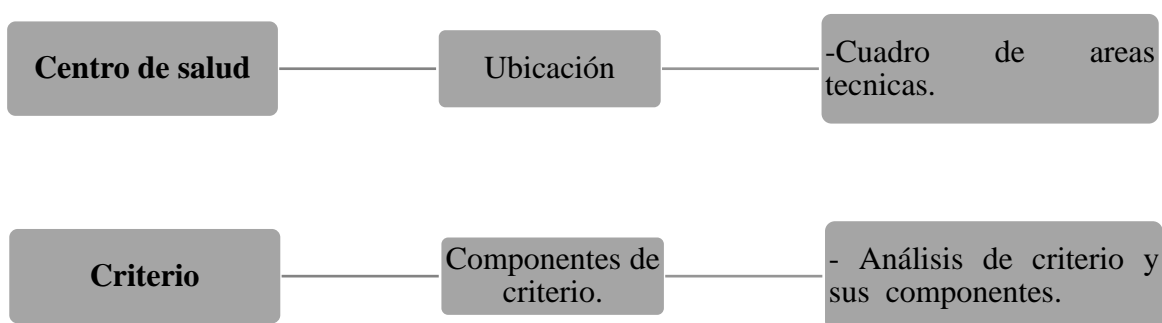 Centro de salud
Ubicación
-Cuadro de areas
tecnicas.
Criterio
Componentes de
criterio.
- Análisis de criterio y
sus componentes.